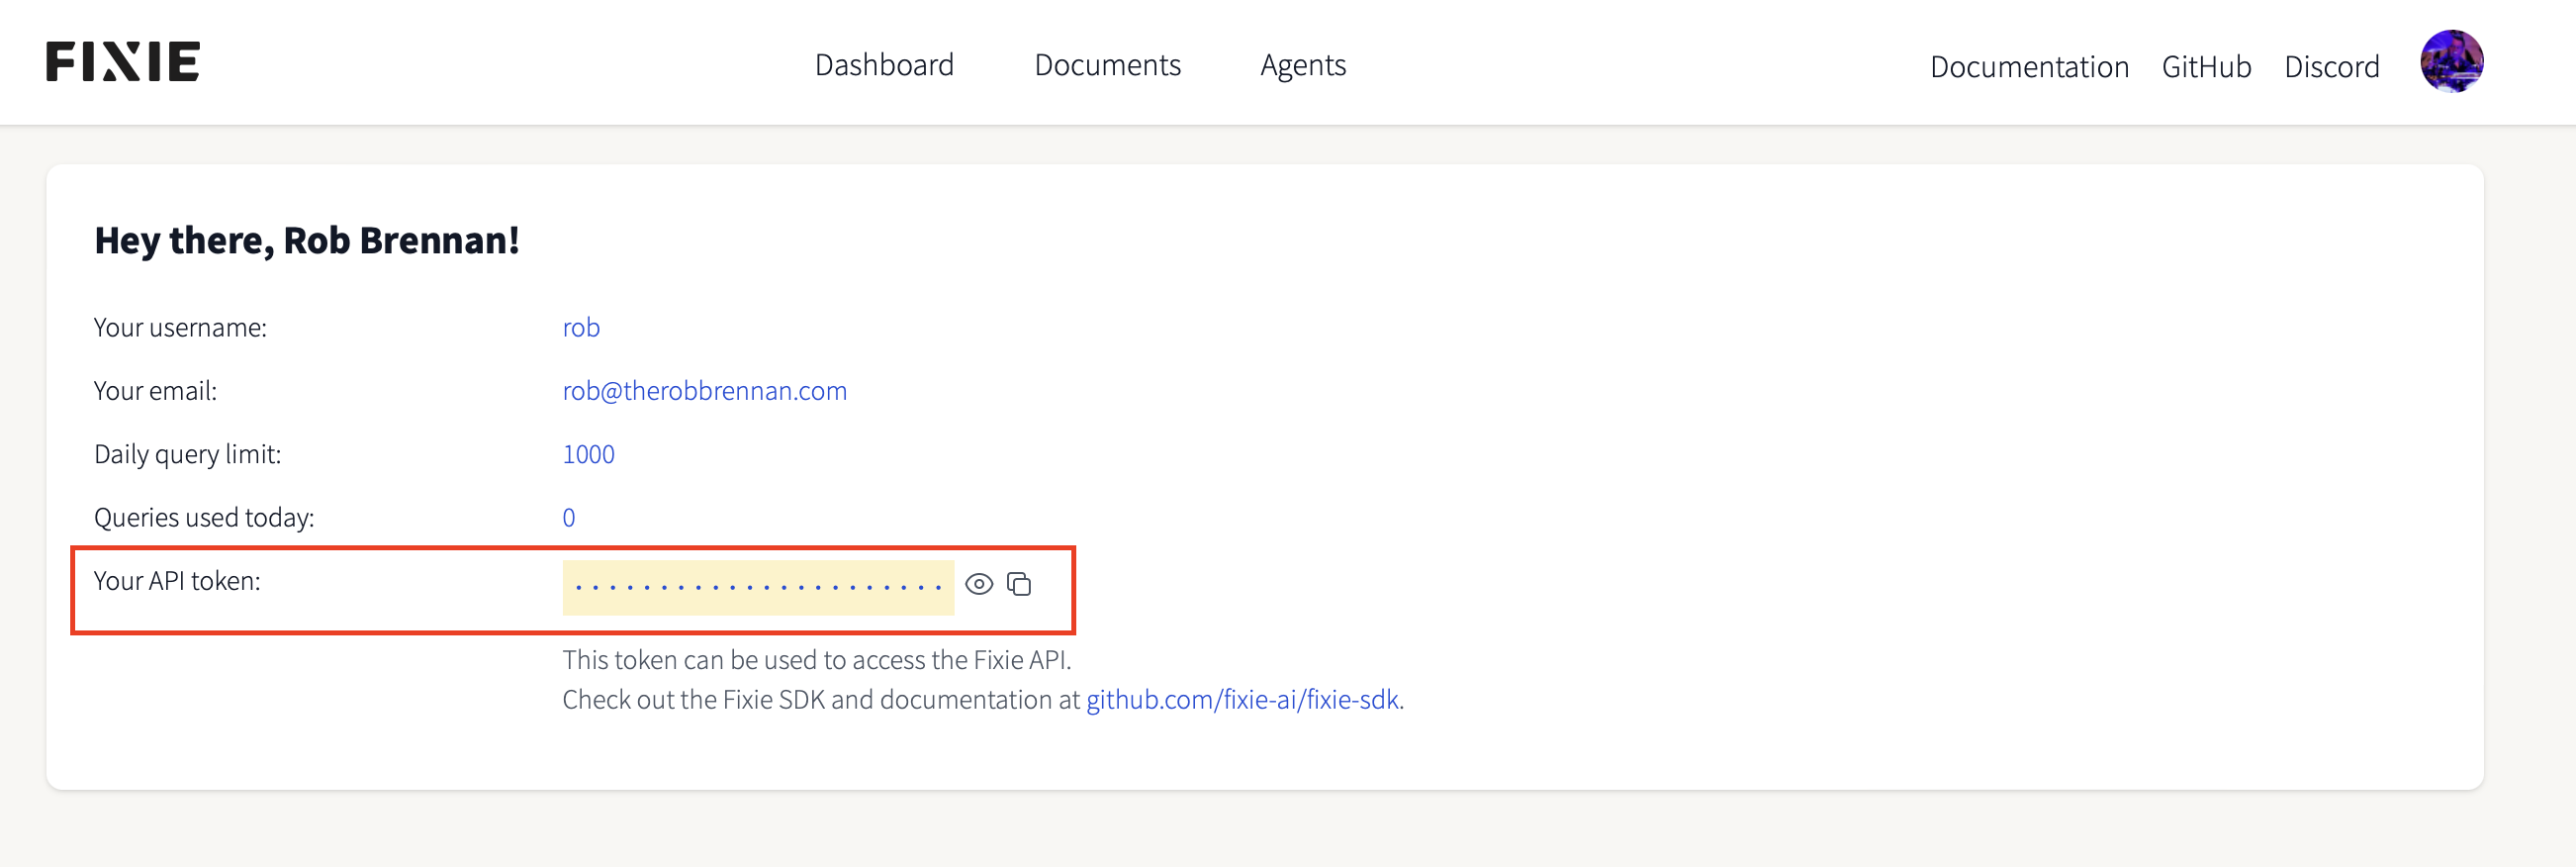 FIXIE
Dashboard Documents Agents
Documentation GitHub Discord
Hey there, Rob Brennan!
Your username: rob
Your email: rob@therobbrennan.com
Daily query limit: 1000
Queries used today: 0
Your API token: ······················
This token can be used to access the Fixie API.
Check out the Fixie SDK and documentation at github.com/fixie-ai/fixie-sdk.